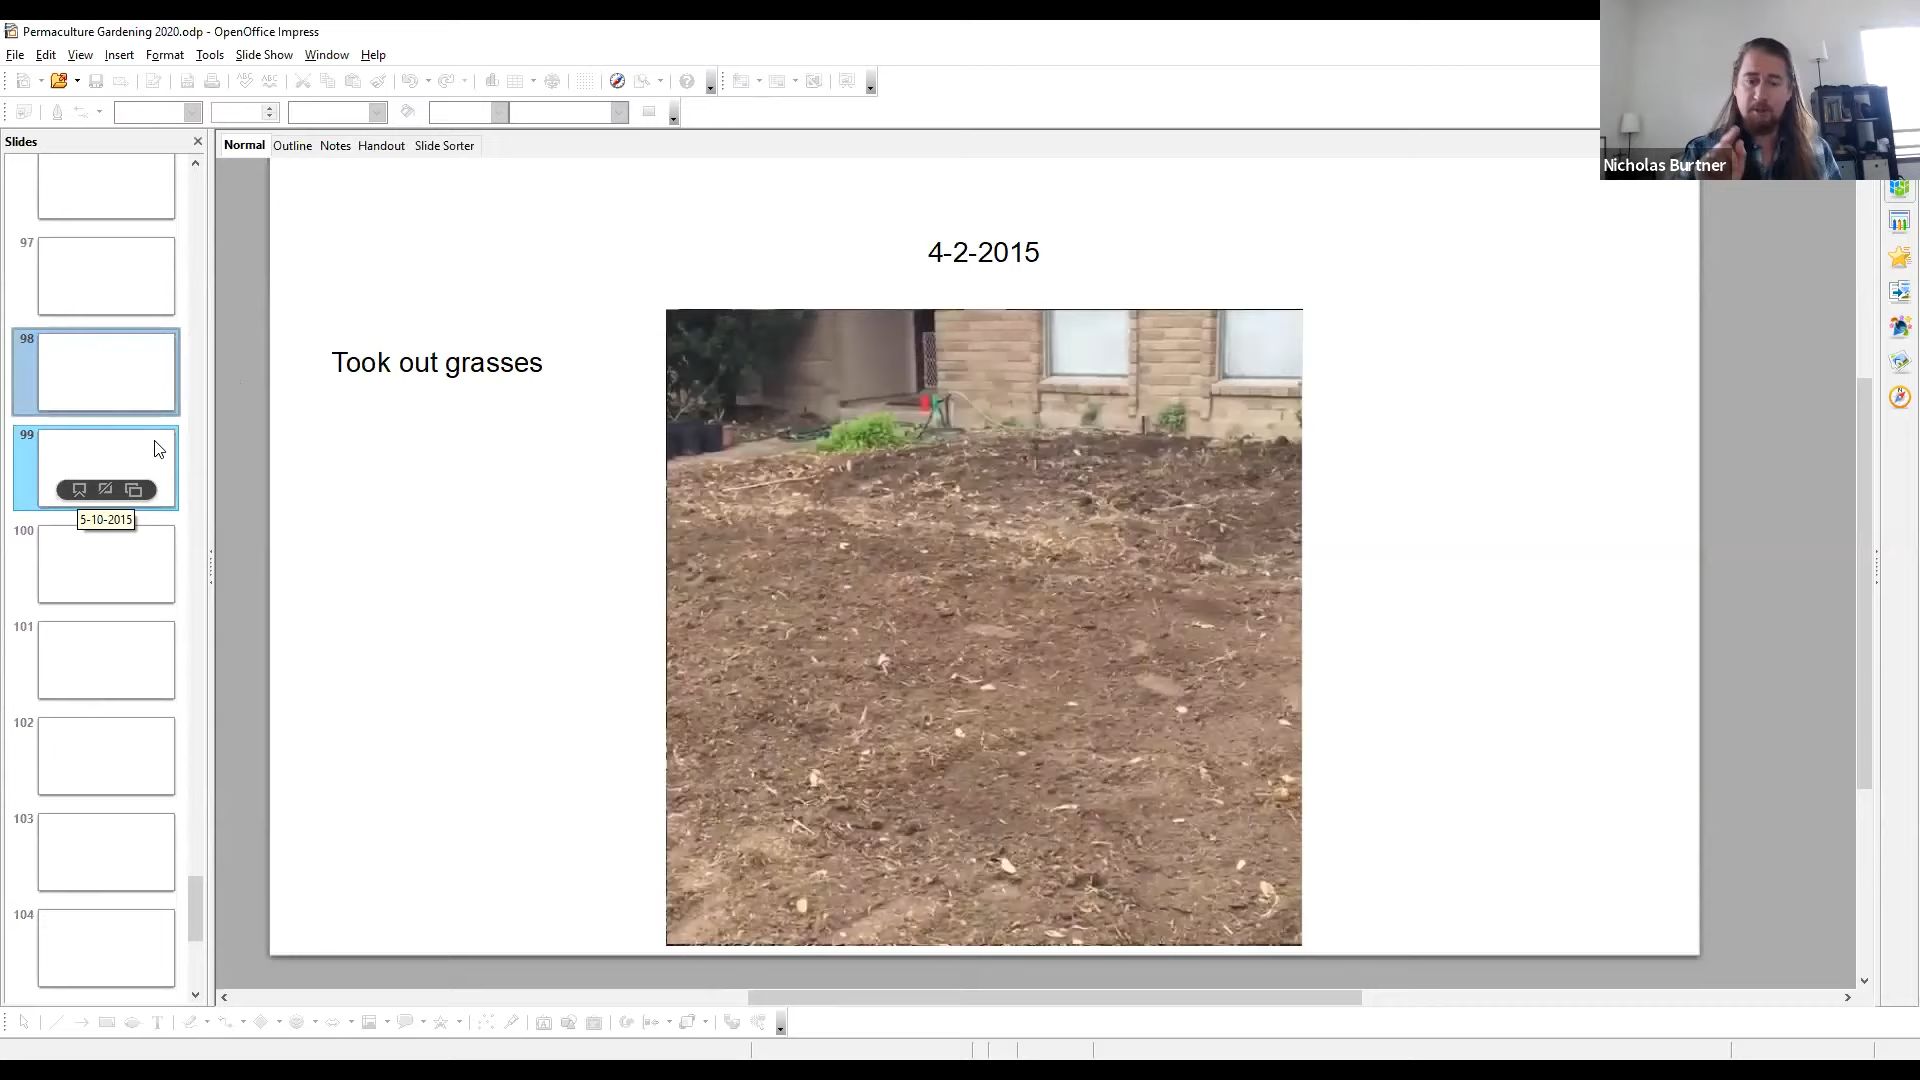 Permaculture Gardening 2020.odp - OpenOffice Impress
File Edit View Insert Format Tools Slide Show Window Help
Slides
Normal Outline Notes Handout Slide Sorter
Nicholas Burtner
97
98
99
5-10-2015
100
101
102
103
104
4-2-2015
Took out grasses